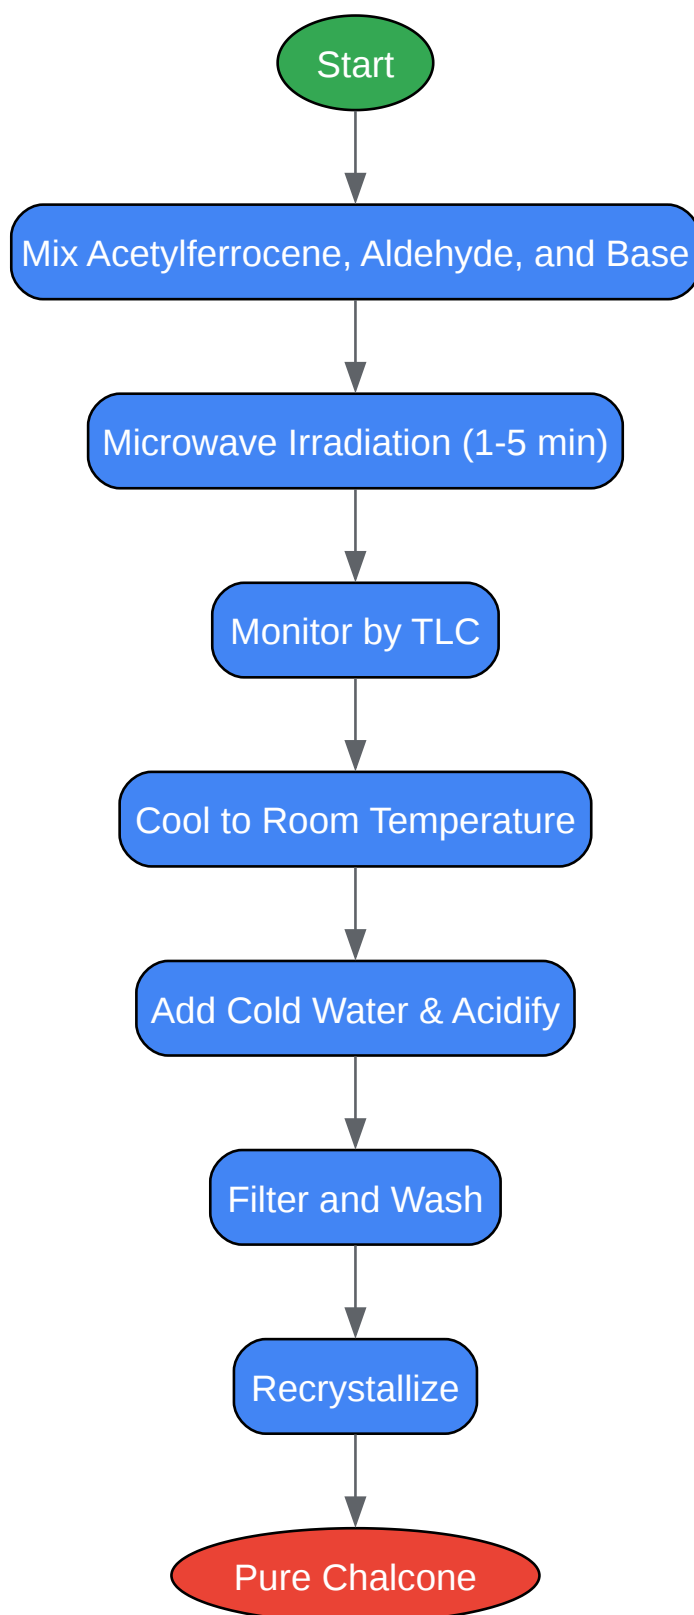 Start
Mix Acetylferrocene, Aldehyde, and Base
Microwave Irradiation (1-5 min)
Monitor by TLC
Cool to Room Temperature
Add Cold Water & Acidify
Filter and Wash
Recrystallize
Pure Chalcone